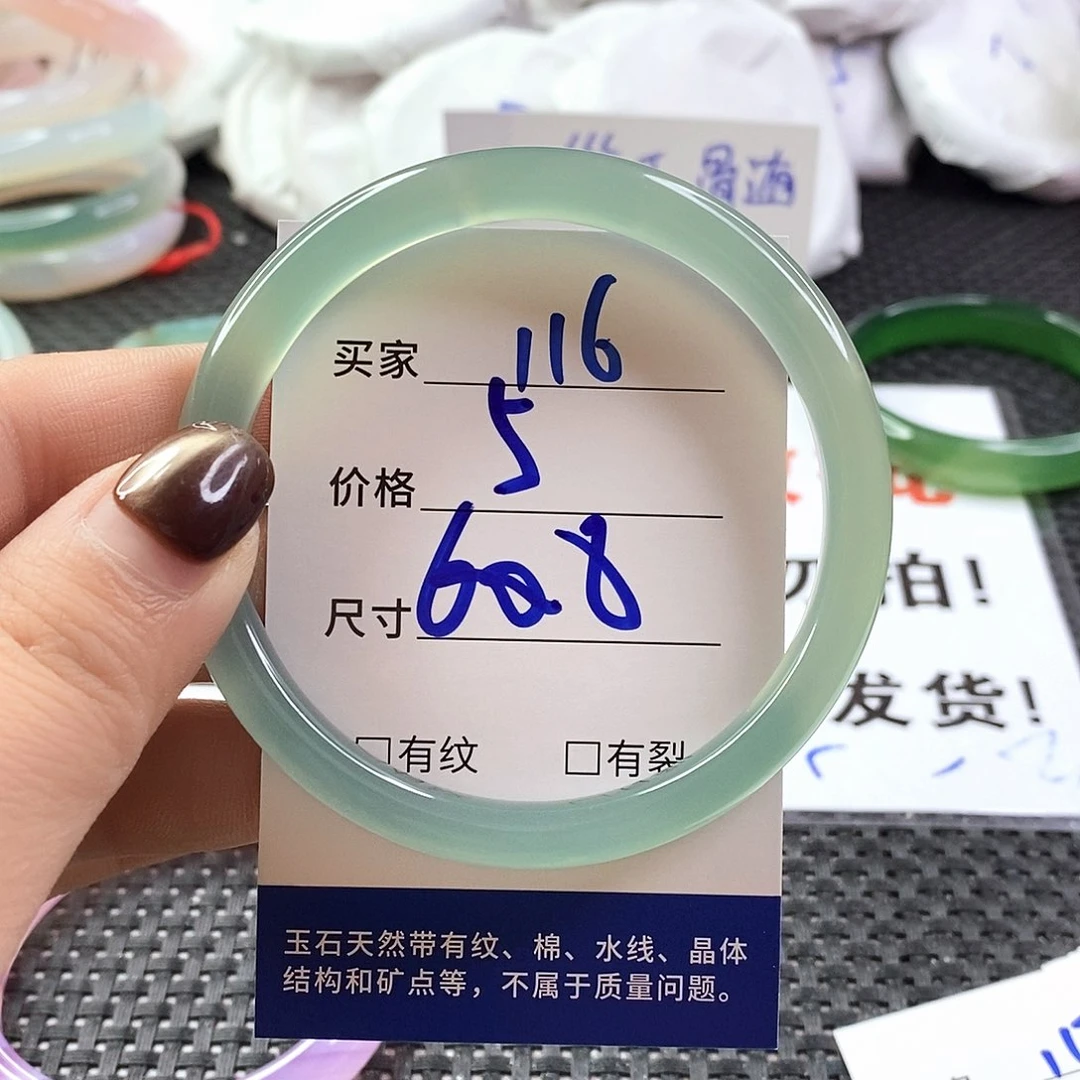 买家 116
价格 5
尺寸 60.8
□有纹 □有裂
玉石天然带有纹、棉、水线、晶体
结构和矿点等，不属于质量问题。
拍！
发货！